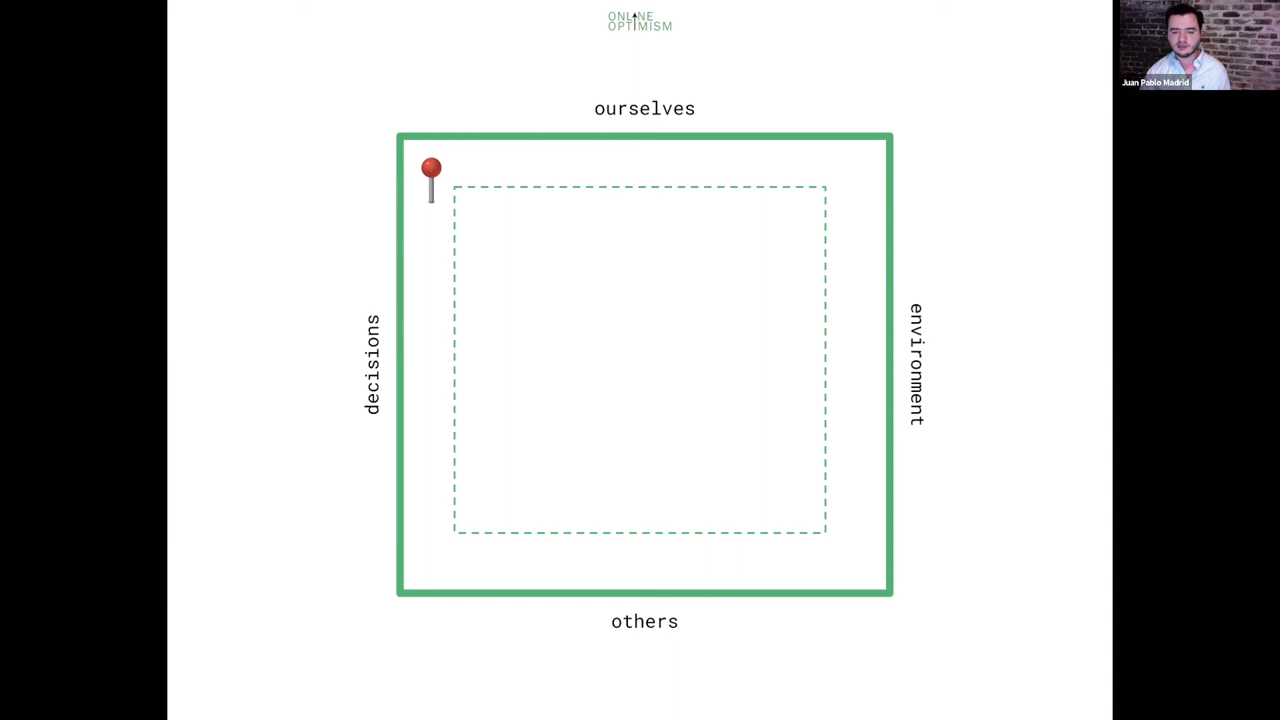 ONLINE
OPTIMISM
Juan Pablo Madrid
ourselves
decisions
environment
others